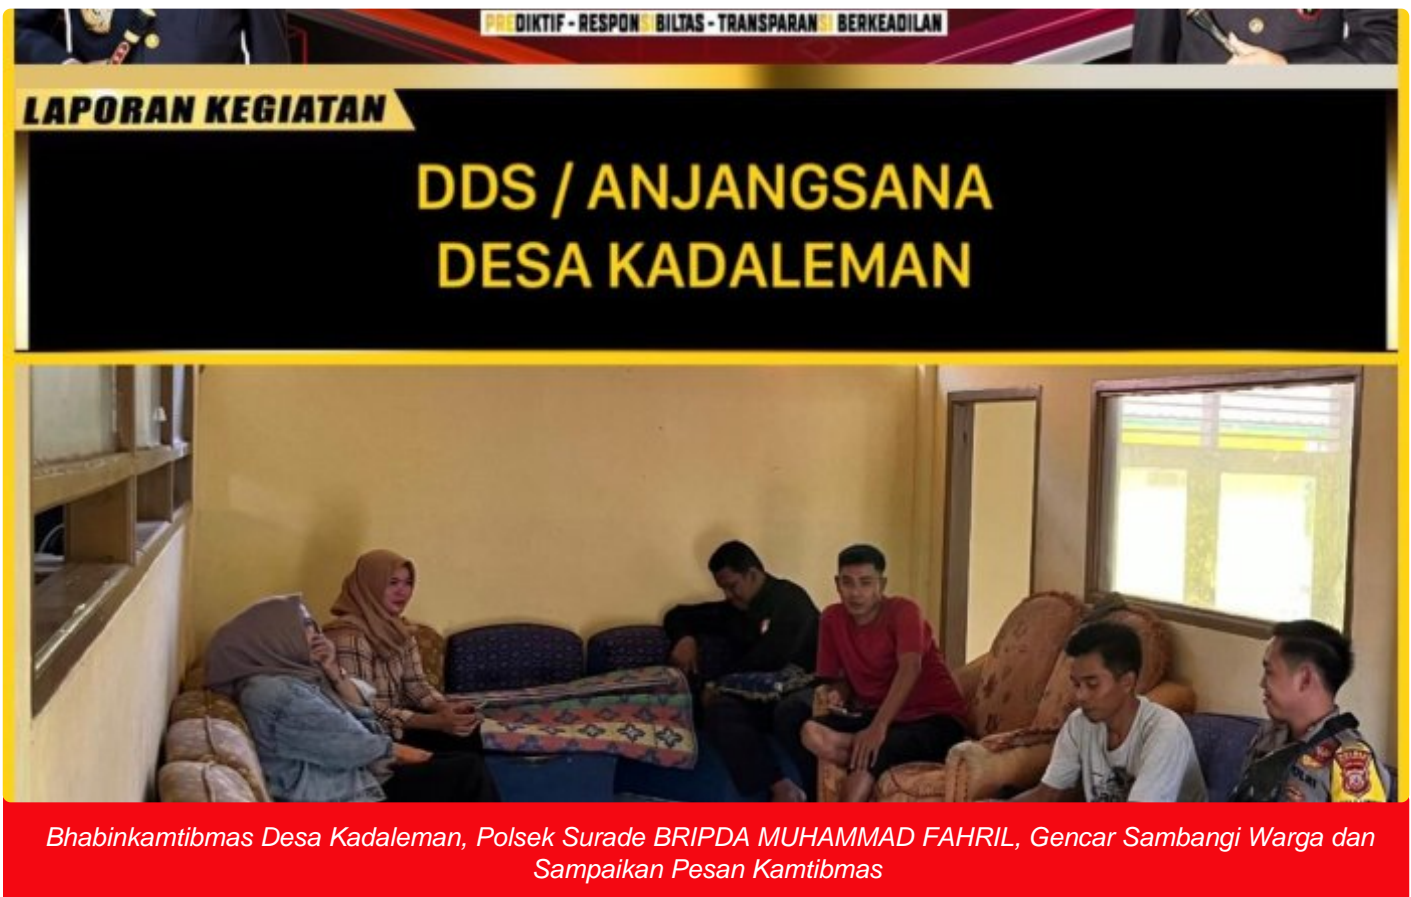 PREDIKTIF - RESPONSIBILTAS - TRANSPARANSI BERKEADILAN
LAPORAN KEGIATAN
DDS / ANJANGSANA
DESA KADALEMAN
Bhabinkamtibmas Desa Kadaleman, Polsek Surade BRIPDA MUHAMMAD FAHRIL, Gencar Sambangi Warga dan
Sampaikan Pesan Kamtibmas